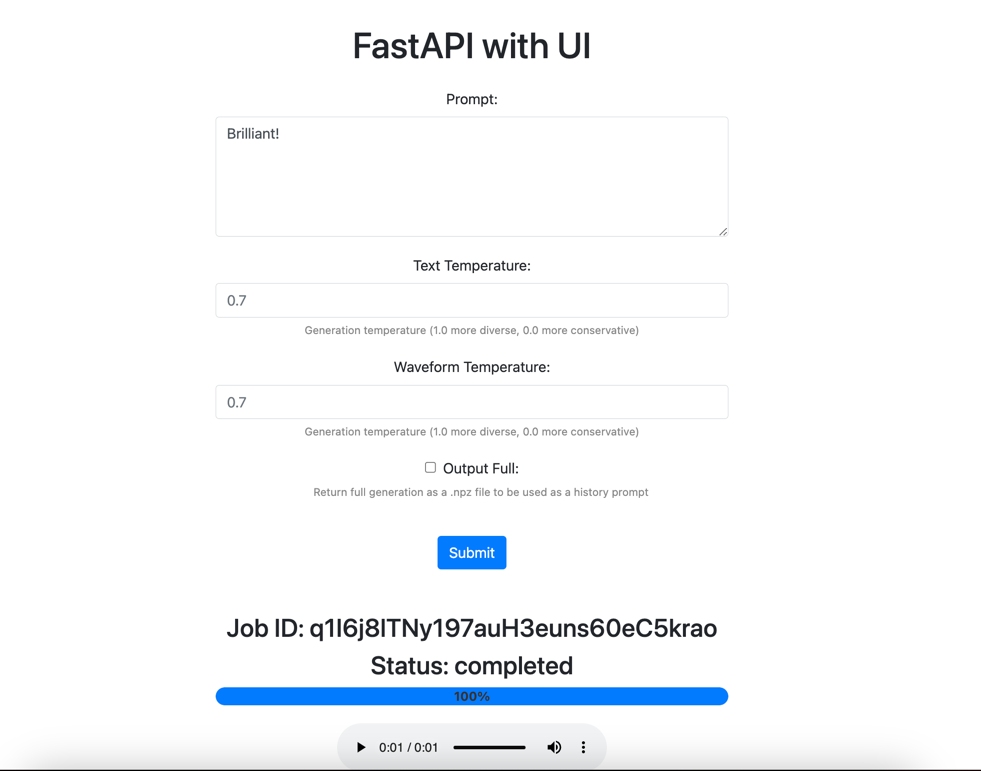 FastAPI with UI
Prompt:
Brilliant!
Text Temperature:
0.7
Generation temperature (1.0 more diverse, 0.0 more conservative)
Waveform Temperature:
0.7
Generation temperature (1.0 more diverse, 0.0 more conservative)
Output Full:
Return full generation as a .npz file to be used as a history prompt
Submit
Job ID: q1I6j8lTNy197auH3euns60eC5krao
Status: completed
100%
0:01 / 0:01